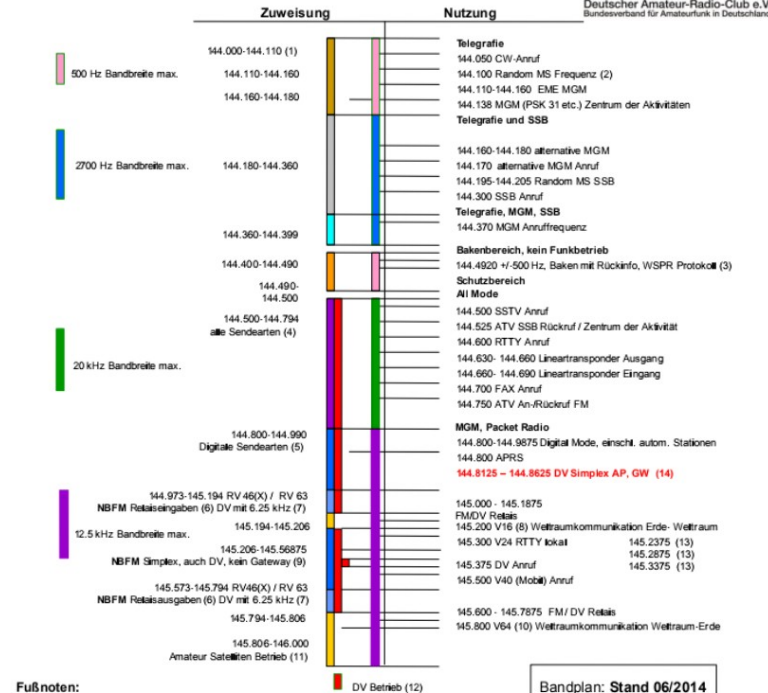 Deutscher Amateur-Radio-Club e.V
Bundesverband für Amateurfunk in Deutschland
Zuweisung
Nutzung
500 Hz Bandbreite max.
2700 Hz Bandbreite max.
20 kHz Bandbreite max.
12.5 kHz Bandbreite max.
144.000-144.110 (1)
144.110-144.160
144.160-144.180
144.180-144.360
144.360-144.399
144.400-144.490
144.490-
144.500
144.500-144.794
alle Sendearten (4)
144.800-144.990
Digitale Sendearten (5)
144.973-145.194 RV 46(X) / RV 63
NBFM Relaiseingaben (6) DV mit 6.25 kHz (7)
145.194-145.206
145.206-145.56875
NBFM Simplex, auch DV, kein Gateway (9)
145.573-145.794 RV46(X) / RV 63
NBFM Relaisausgaben (6) DV mit 6.25 kHz (7)
145.794-145.806
145.806-146.000
Amateur Satelliten Betrieb (11)
Telegrafie
144.050 CW-Anruf
144.100 Random MS Frequenz (2)
144.110-144.160 EME MGM
144.138 MGM (PSK 31 etc.) Zentrum der Aktivitäten
Telegrafie und SSB
144.160-144.180 alternative MGM
144.170 alternative MGM Anruf
144.195-144.205 Random MS SSB
144.300 SSB Anruf
Telegrafie, MGM, SSB
144.370 MGM Anruffrequenz
Bakenbereich, kein Funkbetrieb
144.4920 +/-500 Hz, Baken mit Rückinfo, WSPR Protokoll (3)
Schutzbereich
All Mode
144.500 SSTV Anruf
144.525 ATV SSB Rückruf / Zentrum der Aktivität
144.600 RTTY Anruf
144.630- 144.660 Lineartransponder Ausgang
144.660- 144.690 Lineartransponder Eingang
144.700 FAX Anruf
144.750 ATV An-/Rückruf FM
MGM, Packet Radio
144.800-144.9875 Digital Mode, einschl. autom. Stationen
144.800 APRS
144.8125 – 144.8625 DV Simplex AP, GW (14)
145.000 - 145.1875
FM/DV Relais
145.200 V16 (8) Weltraumkommunikation Erde- Weltraum
145.300 V24 RTTY lokal 145.2375 (13)
145.2875 (13)
145.375 DV Anruf 145.3375 (13)
145.500 V40 (Mobil) Anruf
145.600 - 145.7875 FM / DV Relais
145.800 V64 (10) Weltraumkommunikation Weltraum-Erde
Fußnoten:
DV Betrieb (12)
Bandplan: Stand 06/2014